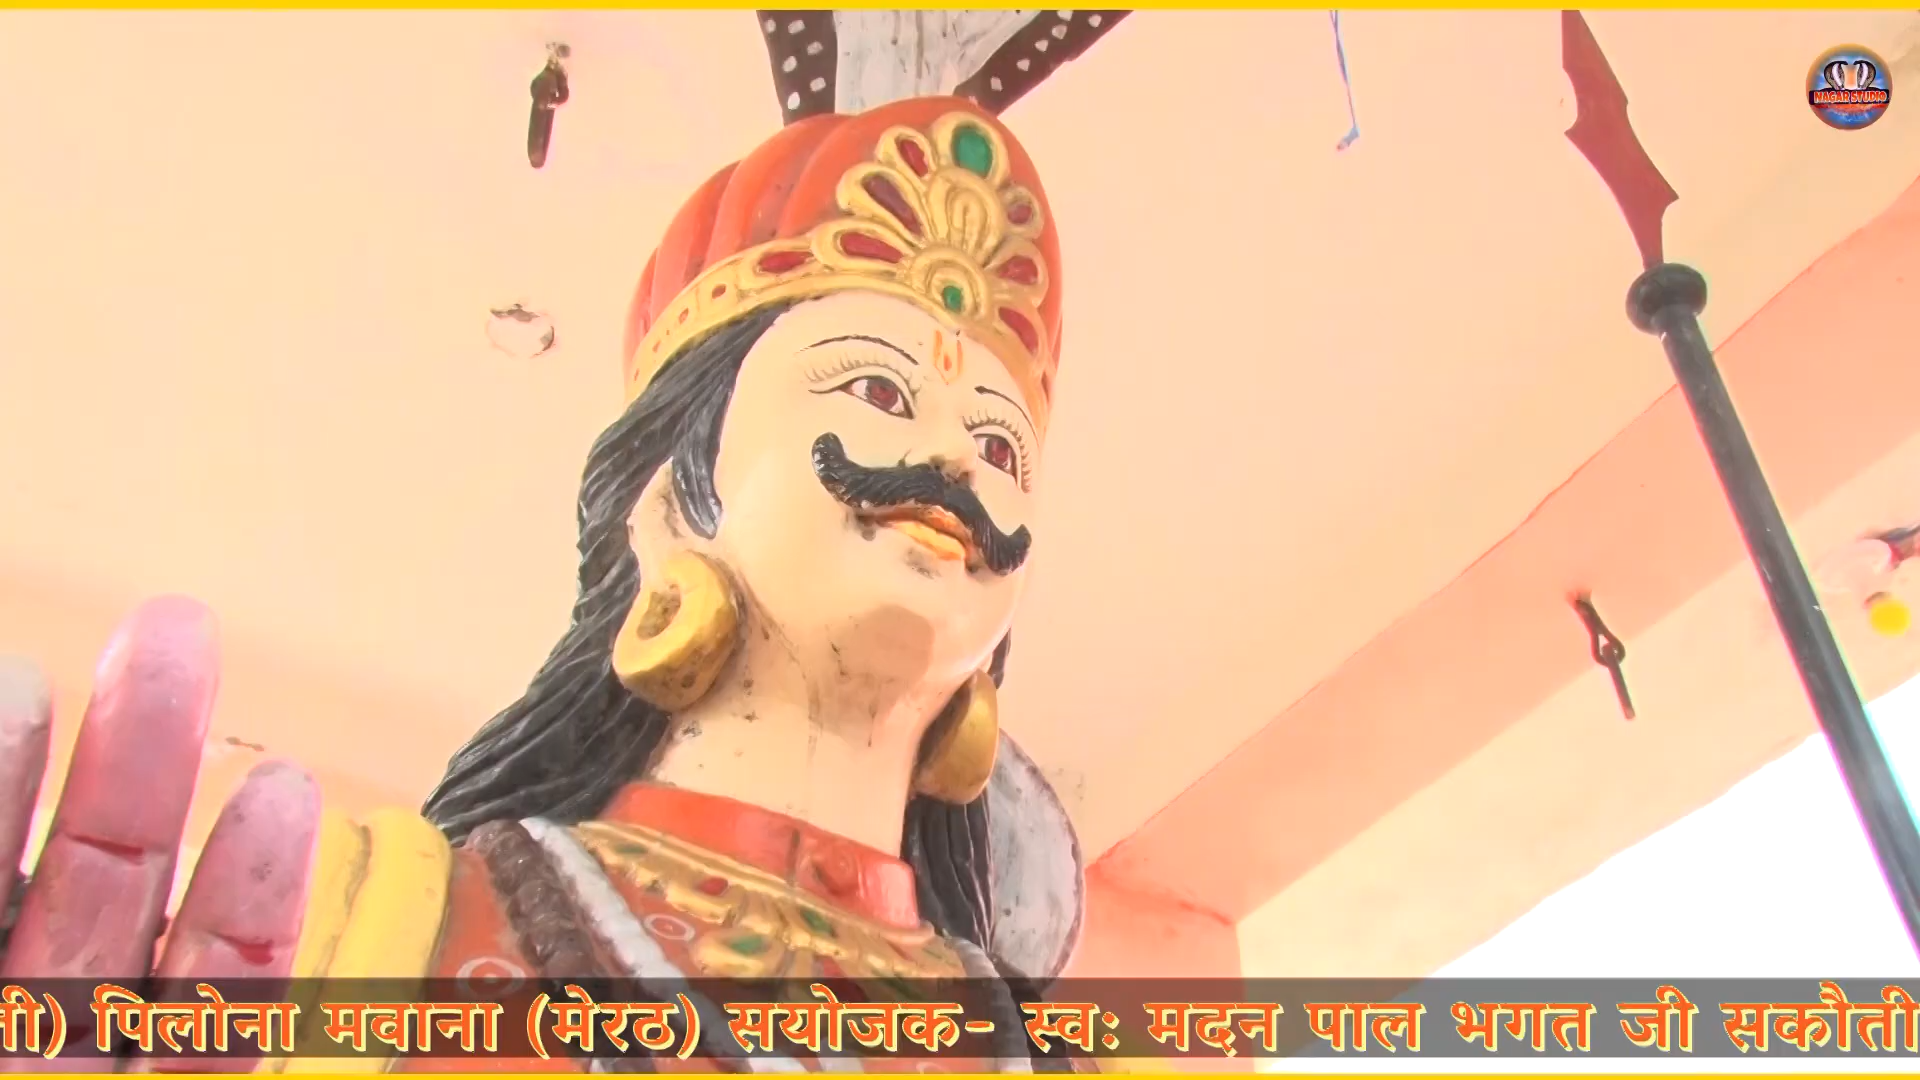 NAGAR STUDIO
ती) पिलोना मवाना (मेरठ) सयोजक- स्वः मदन पाल भगत जी सकौती